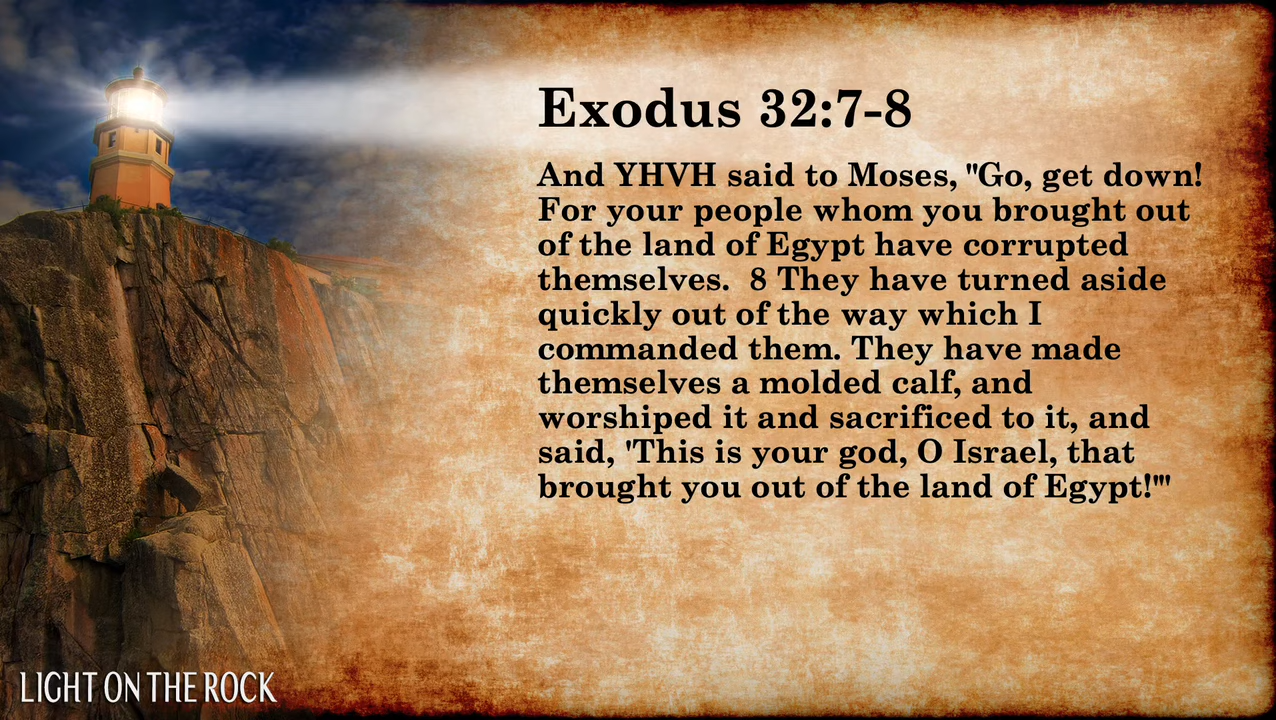 Exodus 32:7-8
And YHVH said to Moses, "Go, get down!
For your people whom you brought out
of the land of Egypt have corrupted
themselves.  8 They have turned aside
quickly out of the way which I
commanded them. They have made
themselves a molded calf, and
worshiped it and sacrificed to it, and
said, 'This is your god, O Israel, that
brought you out of the land of Egypt!'"
LIGHT ON THE ROCK